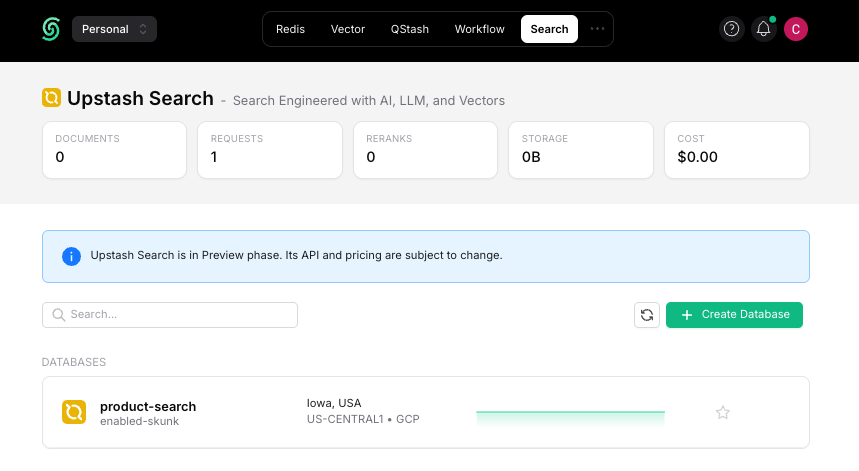 Personal
Redis Vector QStash Workflow Search ···
C
Upstash Search - Search Engineered with AI, LLM, and Vectors
DOCUMENTS REQUESTS RERANKS STORAGE COST
0 1 0 0B $0.00
Upstash Search is in Preview phase. Its API and pricing are subject to change.
Search...
Create Database
DATABASES
product-search
enabled-skunk
Iowa, USA
US-CENTRAL1 • GCP